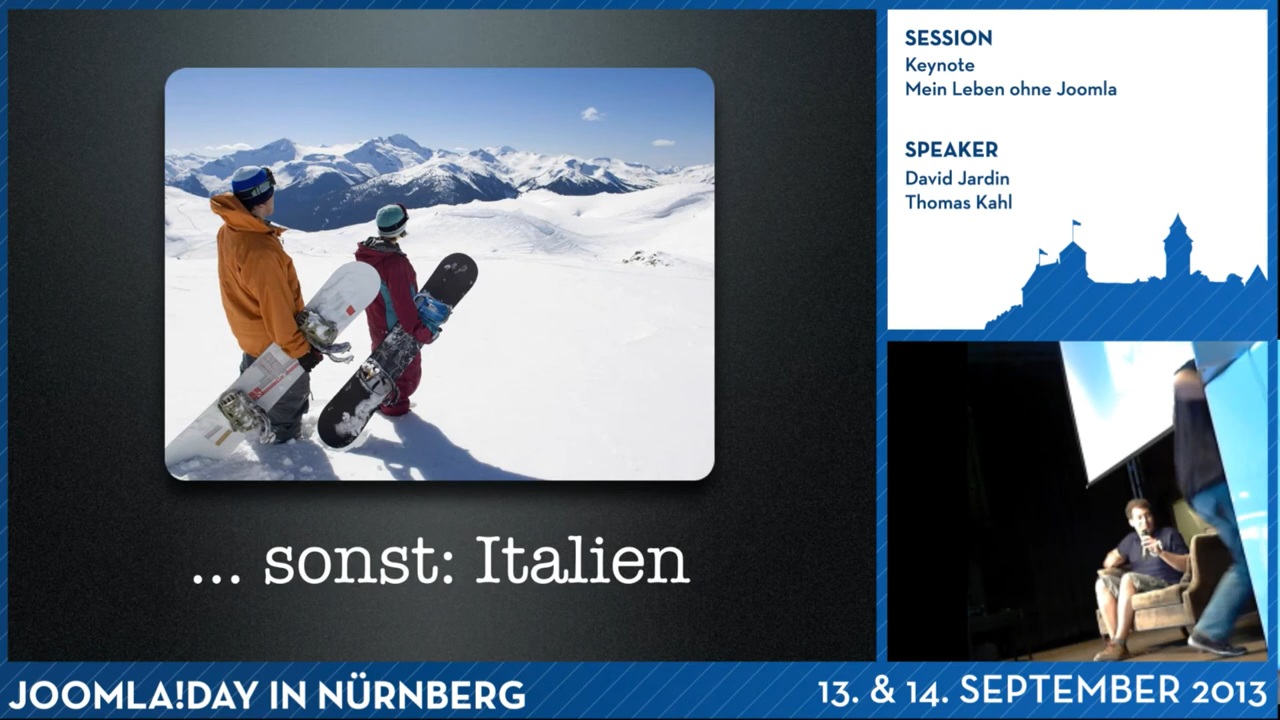 ... sonst: Italien
SESSION
Keynote
Mein Leben ohne Joomla
SPEAKER
David Jardin
Thomas Kahl
JOOMLA!DAY IN NÜRNBERG
13. & 14. SEPTEMBER 2013